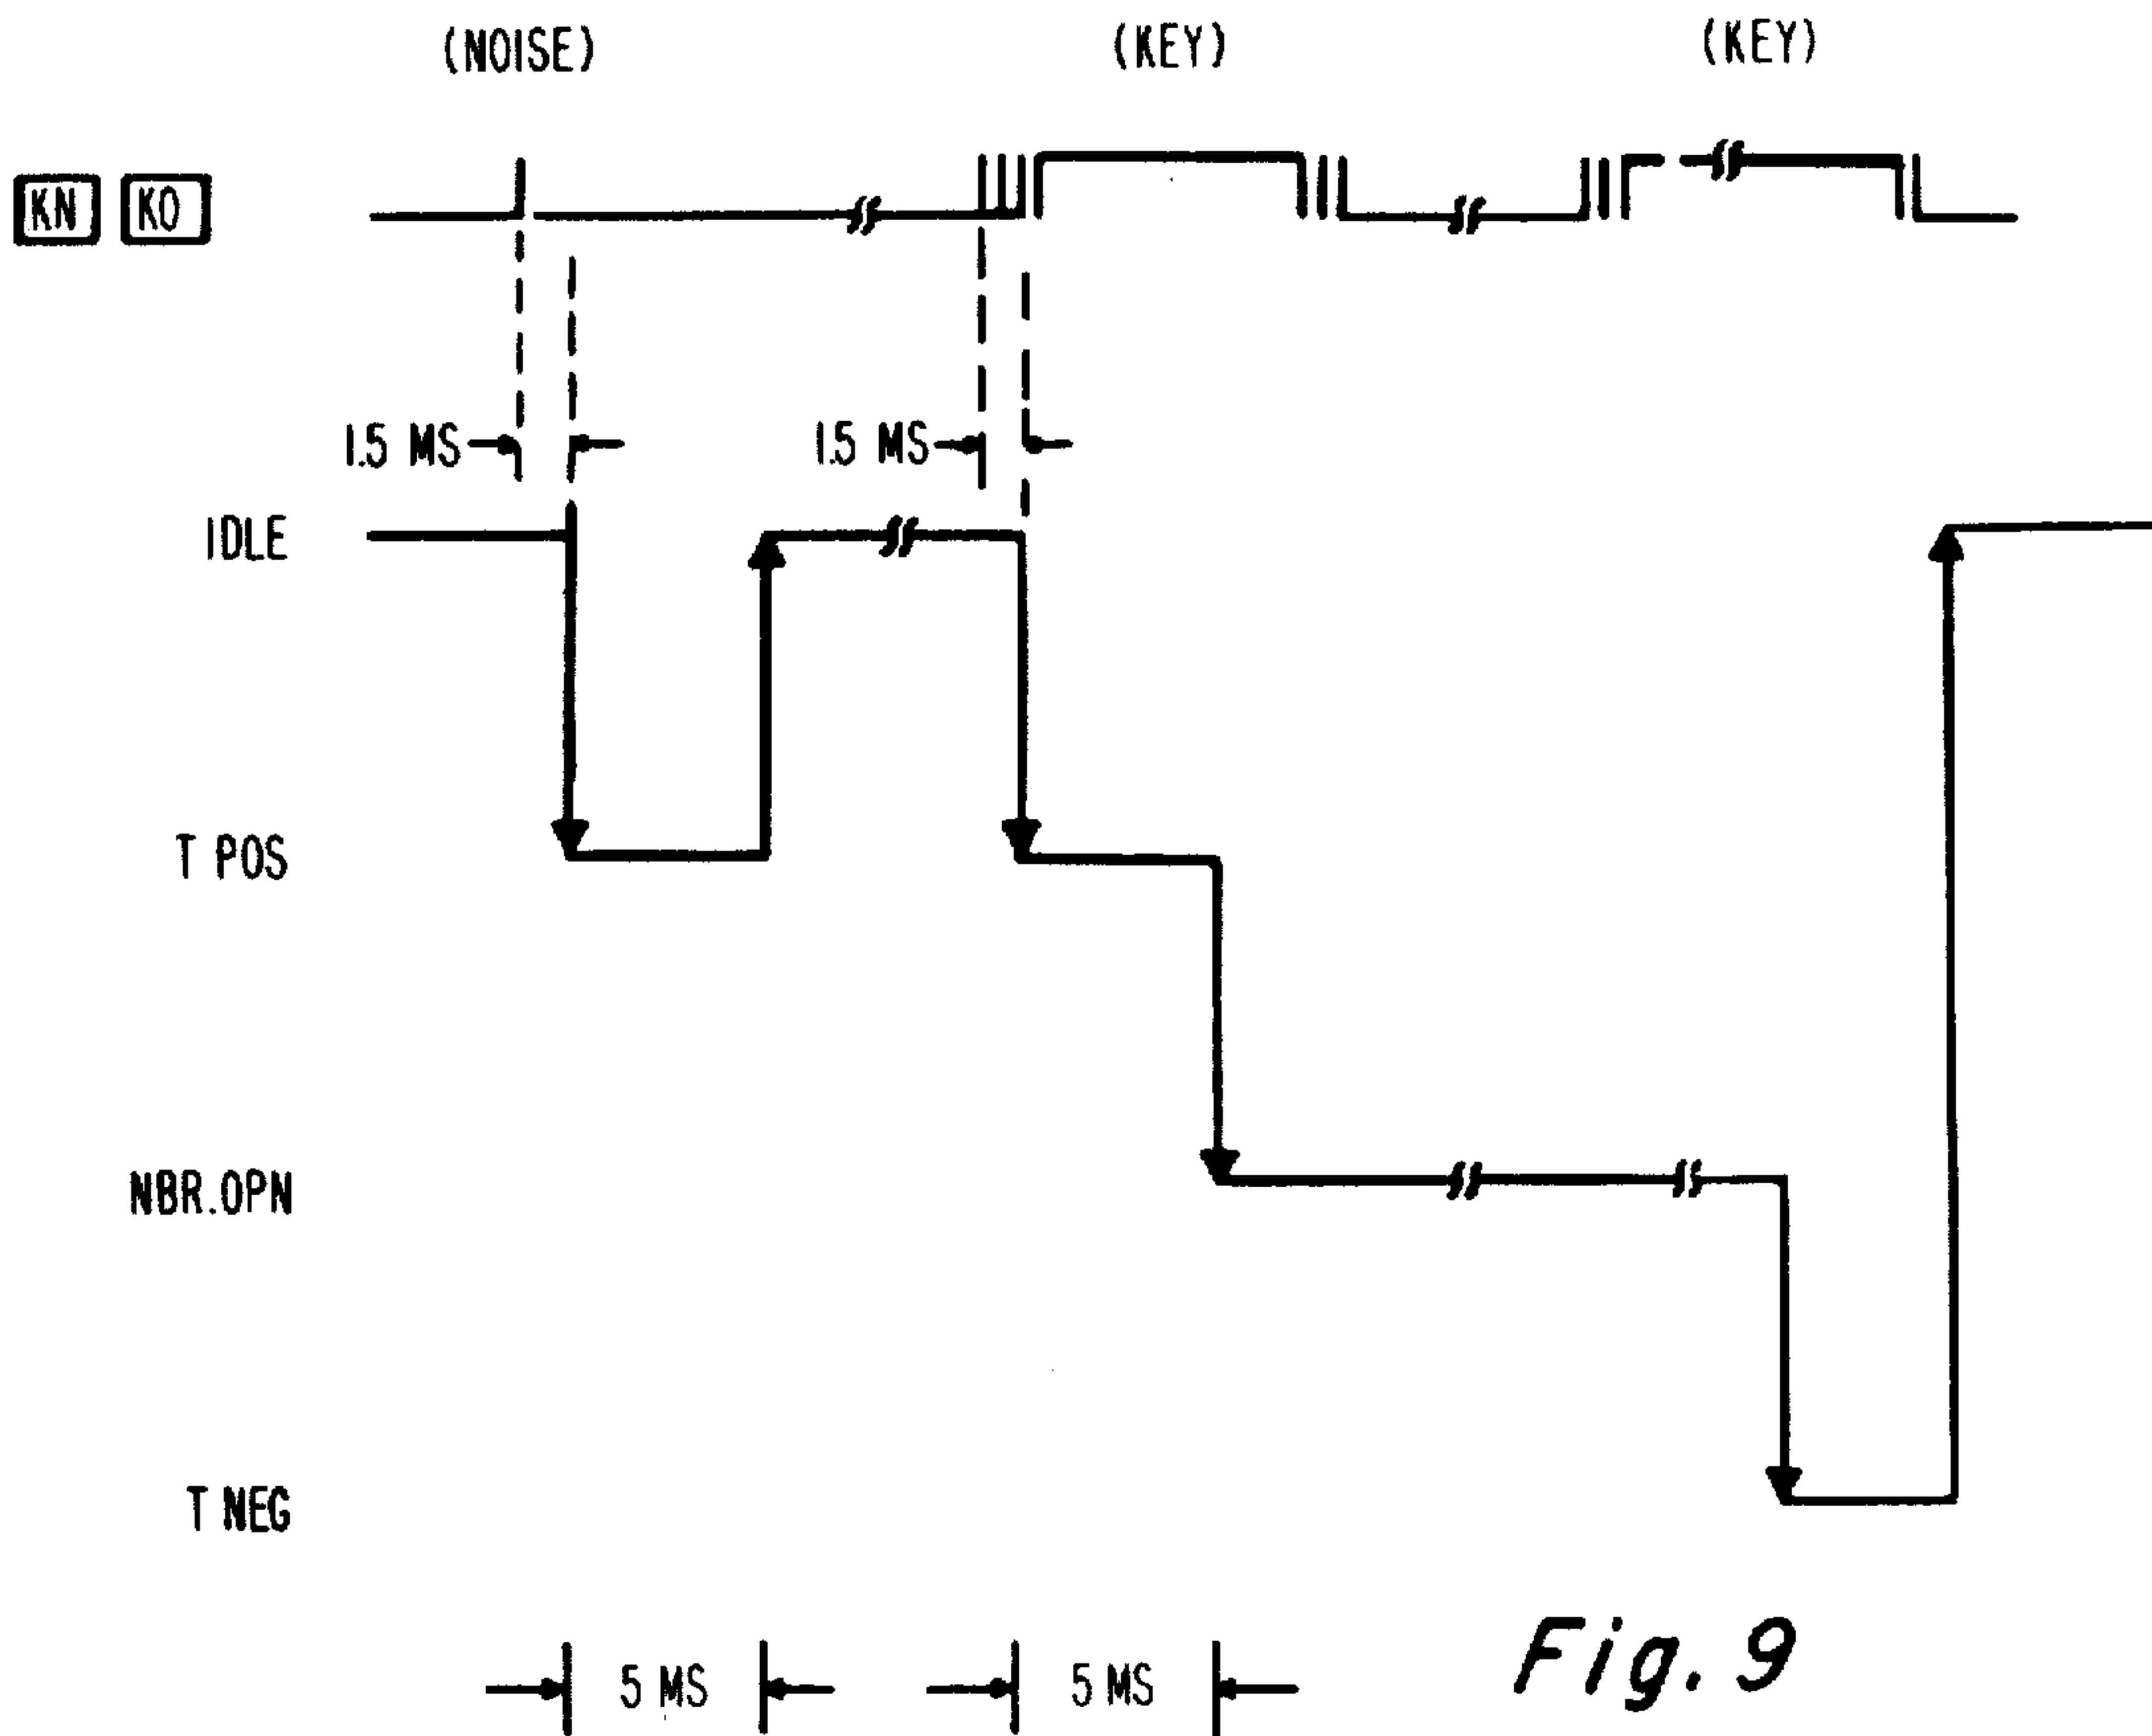 (NOISE) (KEY) (KEY)
KN KO
1.5 MS 1.5 MS
IDLE
T POS
NBR.OPN
T NEG
5 MS 5 MS
Fig. 9